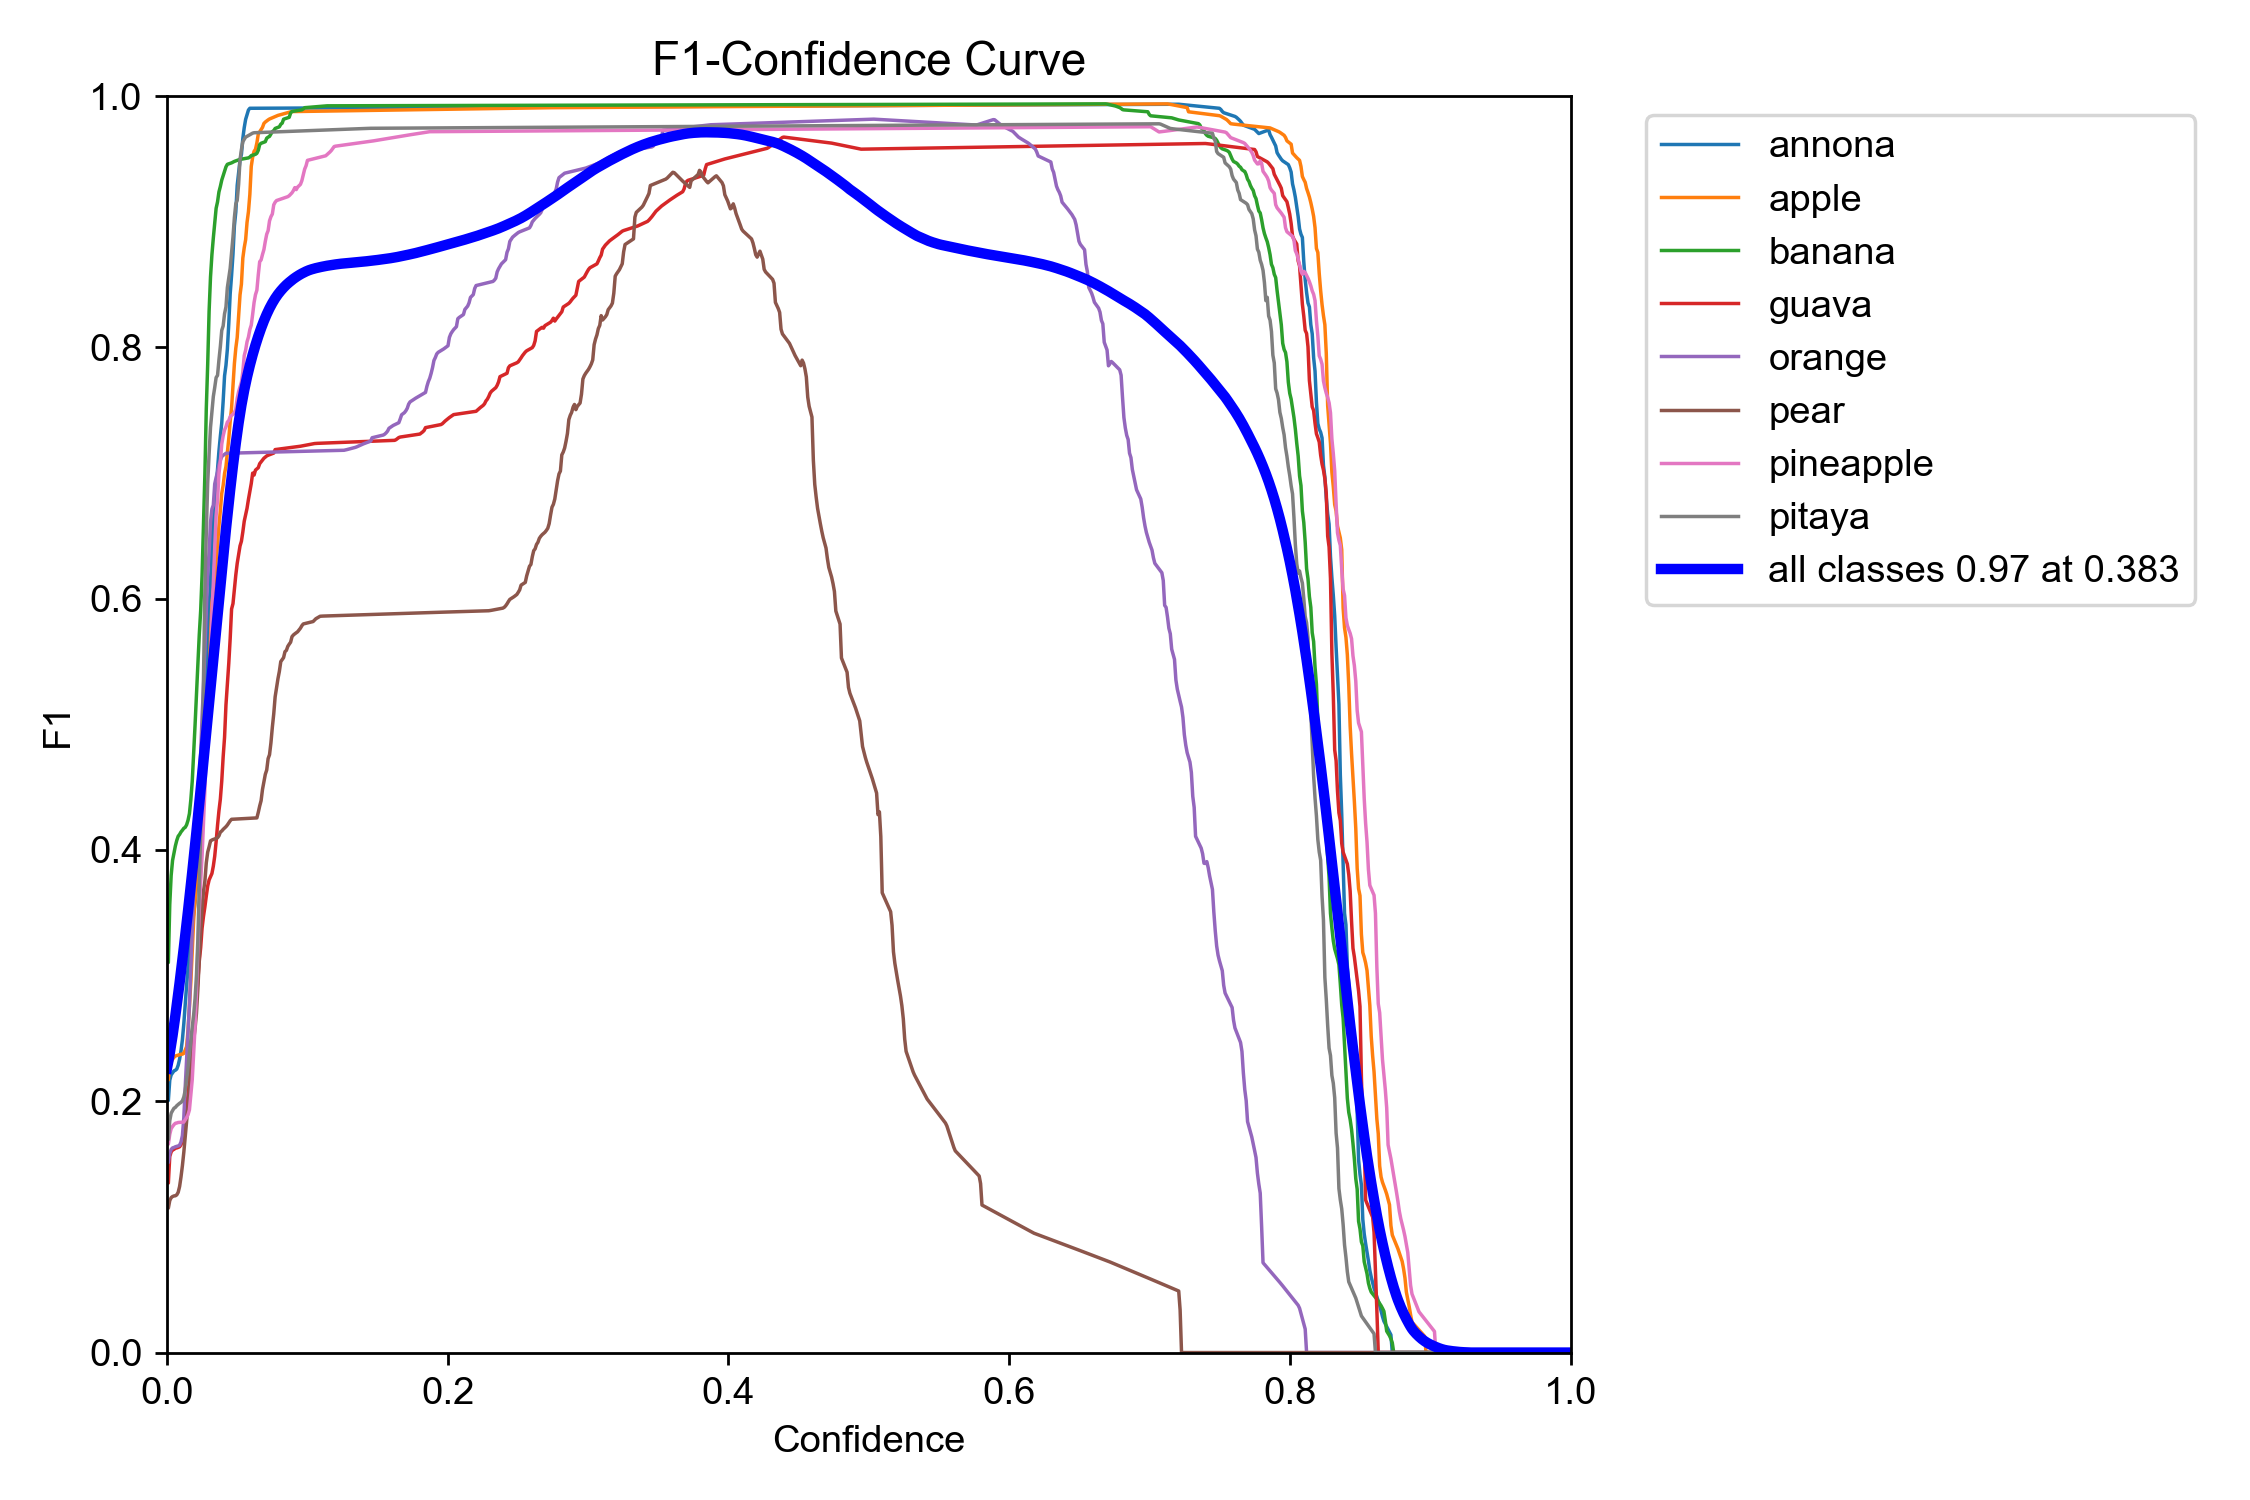 F1-Confidence Curve
1.0
0.8
0.6
0.4
0.2
0.0
F1
0.0 0.2 0.4 0.6 0.8 1.0
Confidence
annona
apple
banana
guava
orange
pear
pineapple
pitaya
all classes 0.97 at 0.383